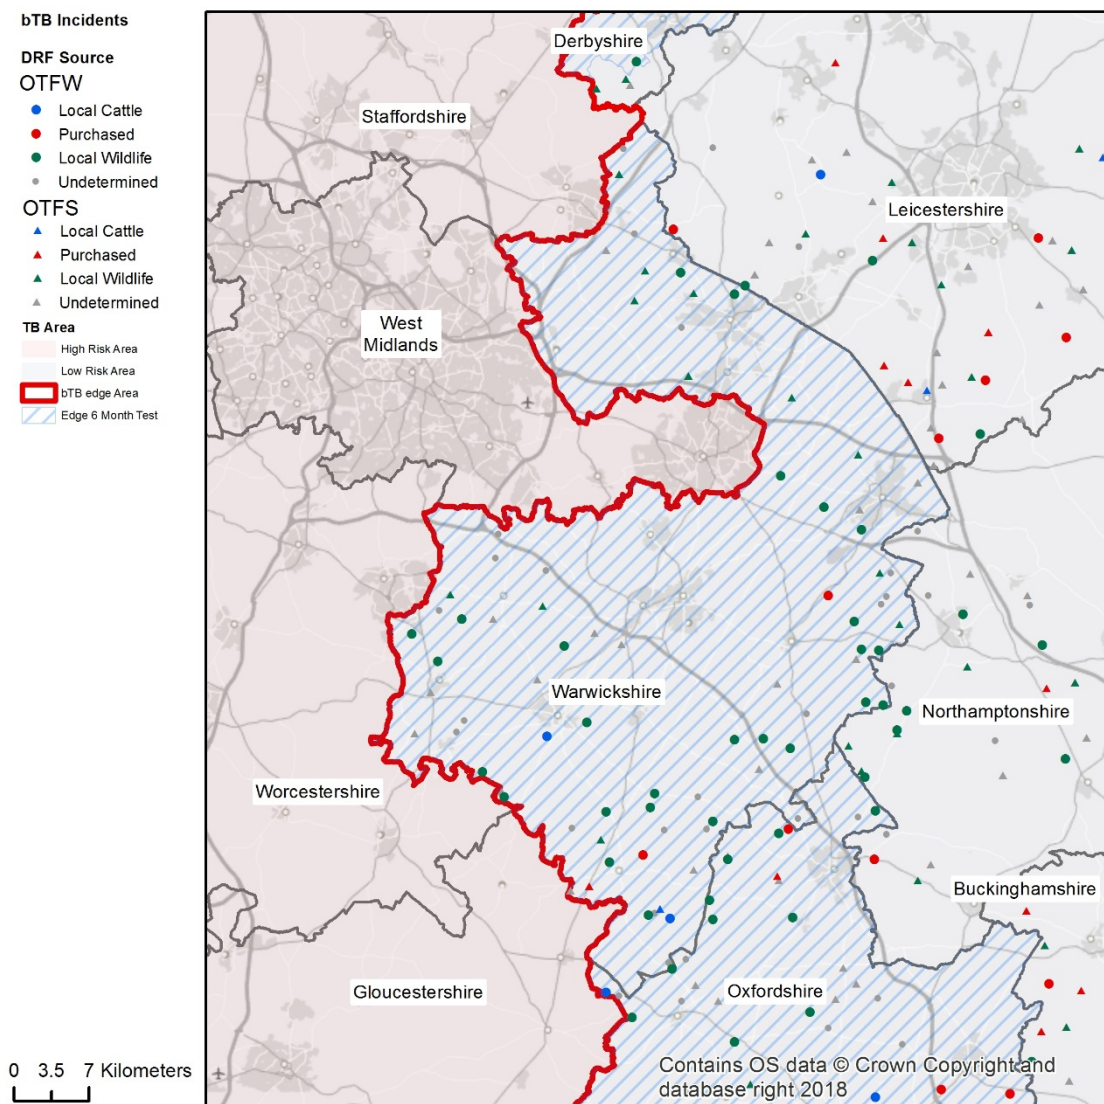 bTB Incidents
DRF Source
OTFW
Local Cattle
Purchased
Local Wildlife
Undetermined
OTFS
Local Cattle
Purchased
Local Wildlife
Undetermined
TB Area
High Risk Area
Low Risk Area
bTB edge Area
Edge 6 Month Test
0 3.5 7 Kilometers
Derbyshire
Staffordshire
Leicestershire
West
Midlands
Warwickshire
Northamptonshire
Worcestershire
Buckinghamshire
Gloucestershire
Oxfordshire
Contains OS data © Crown Copyright and
database right 2018